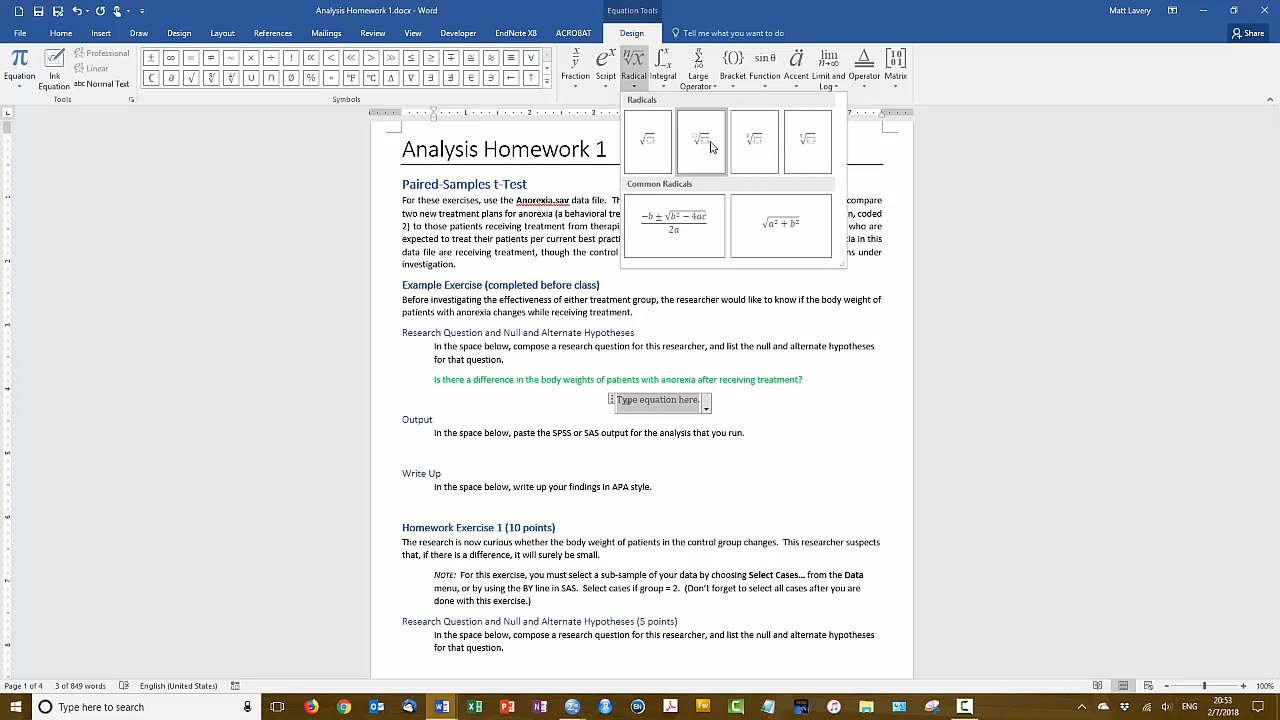 Analysis Homework 1.docx - Word
Equation Tools
Matt Lavery
File Home Insert Draw Design Layout References Mailings Review View Developer EndNote X8 ACROBAT Design Tell me what you want to do Share
Equation
Ink Equation
Professional
Linear
abc Normal Text
Tools
± ∞ = ≠ ~ × ÷ ! ∝ < > ≤ ≥ ∓ ≅ ≡ ∀
∁ ∂ √ ∛ ∜ ∪ ∩ ∅ % ° °F °C ∆ ∇ ∃ ∄ ∈ ← ↑
Symbols
Fraction Script Radical Integral Large Operator Bracket Function Accent Limit and Log Operator Matrix
Radicals
Common Radicals
−b ± √b² − 4ac
2a
√a² + b²
Analysis Homework 1
Paired-Samples t-Test
For these exercises, use the Anorexia.sav data file. compare
two new treatment plans for anorexia (a behavioral n, coded
2) to those patients receiving treatment from therapi who are
expected to treat their patients per current best practi ia in this
data file are receiving treatment, though the control ns under
investigation.
Example Exercise (completed before class)
Before investigating the effectiveness of either treatment group, the researcher would like to know if the body weight of
patients with anorexia changes while receiving treatment.
Research Question and Null and Alternate Hypotheses
In the space below, compose a research question for this researcher, and list the null and alternate hypotheses
for that question.
Is there a difference in the body weights of patients with anorexia after receiving treatment?
Type equation here.
Output
In the space below, paste the SPSS or SAS output for the analysis that you run.
Write Up
In the space below, write up your findings in APA style.
Homework Exercise 1 (10 points)
The research is now curious whether the body weight of patients in the control group changes. This researcher suspects
that, if there is a difference, it will surely be small.
NOTE: For this exercise, you must select a sub-sample of your data by choosing Select Cases... from the Data
menu, or by using the BY line in SAS. Select cases if group = 2. (Don't forget to select all cases after you are
done with this exercise.)
Research Question and Null and Alternate Hypotheses (5 points)
In the space below, compose a research question for this researcher, and list the null and alternate hypotheses
for that question.
Page 1 of 4 3 of 849 words English (United States) 100%
Type here to search
20:53
2/7/2018